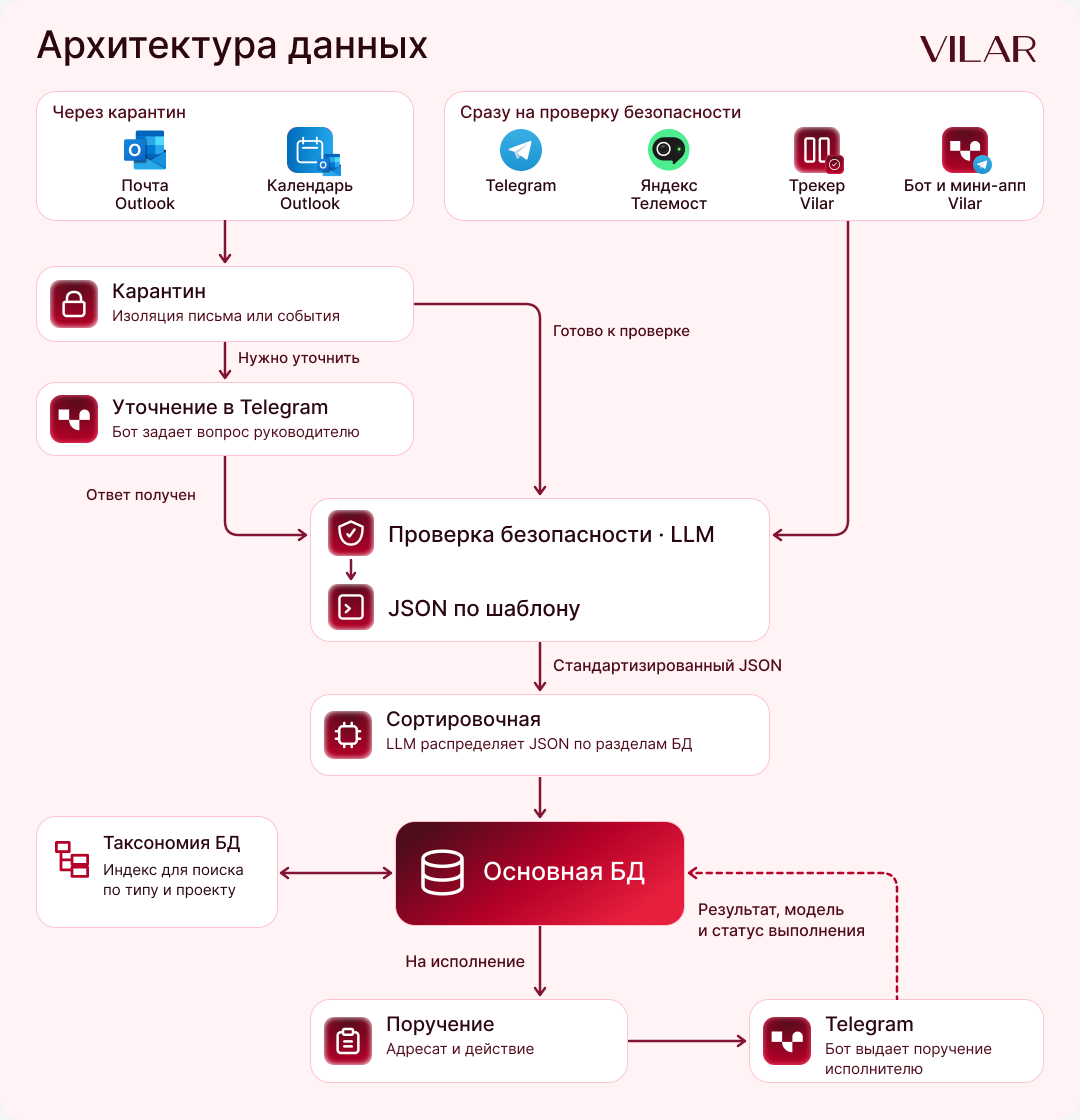 Архитектура данных
VILAR
Через карантин
Почта
Outlook
Календарь
Outlook
Сразу на проверку безопасности
Telegram
Яндекс
Телемост
Трекер
Vilar
Бот и мини-апп
Vilar
Карантин
Изоляция письма или события
Готово к проверке
Нужно уточнить
Уточнение в Telegram
Бот задает вопрос руководителю
Ответ получен
Проверка безопасности · LLM
JSON по шаблону
Стандартизированный JSON
Сортировочная
LLM распределяет JSON по разделам БД
Таксономия БД
Индекс для поиска
по типу и проекту
Основная БД
Результат, модель
и статус выполнения
На исполнение
Поручение
Адресат и действие
Telegram
Бот выдает поручение
исполнителю